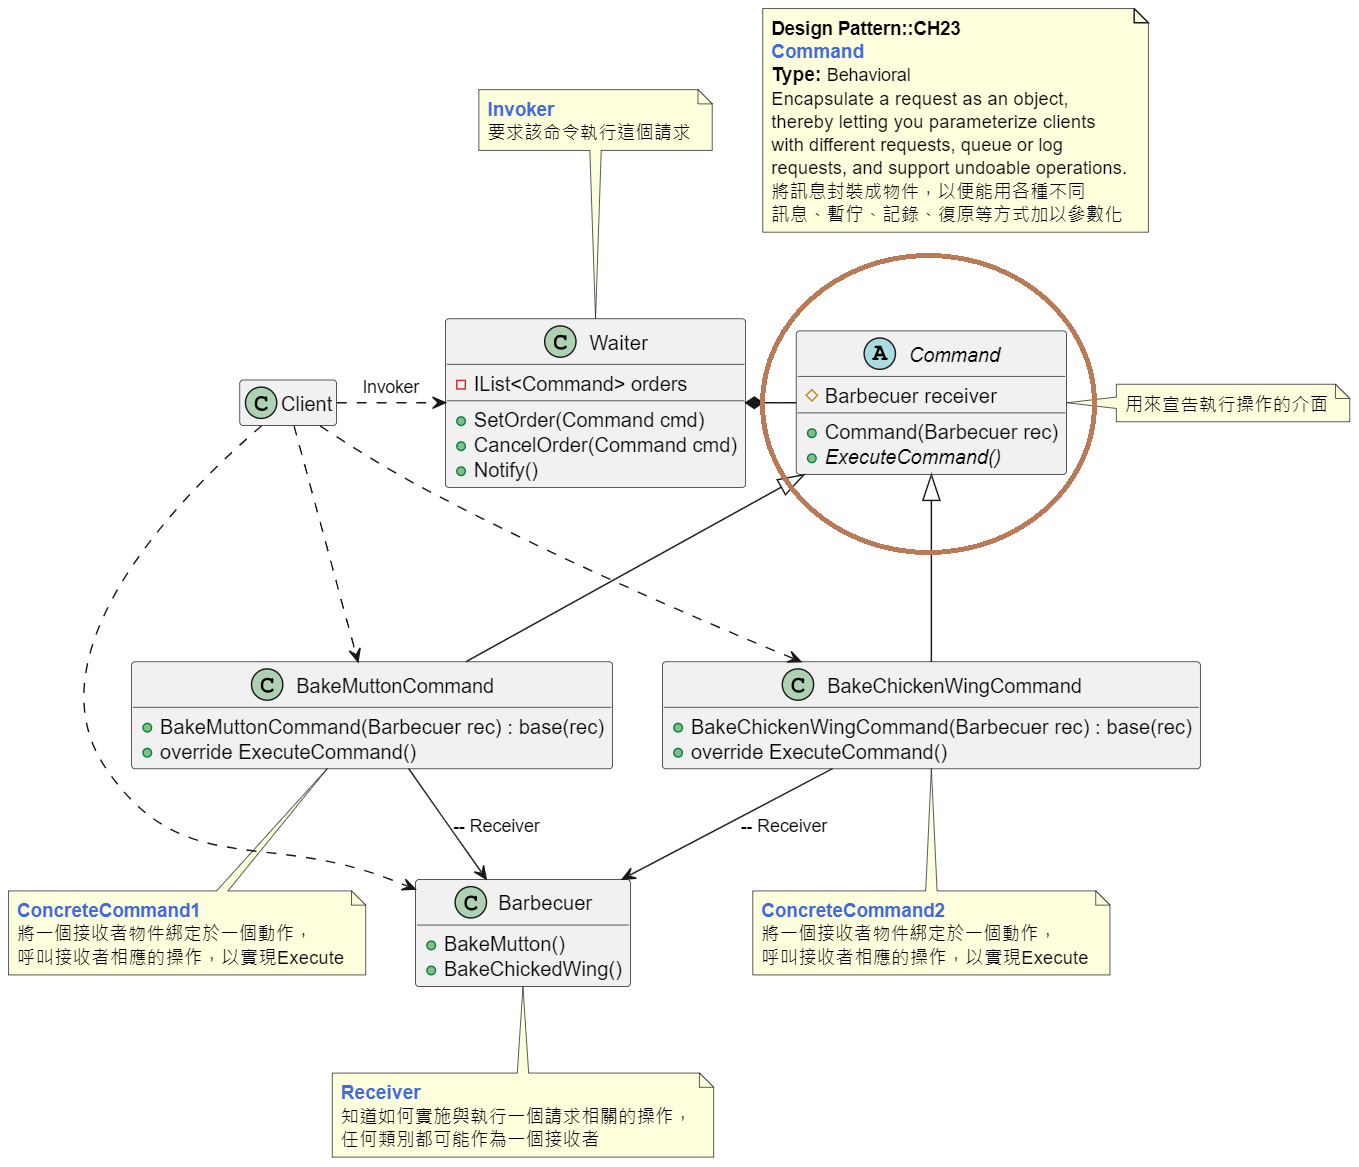 Design Pattern::CH23
Command
Type: Behavioral
Encapsulate a request as an object,
thereby letting you parameterize clients
with different requests, queue or log
requests, and support undoable operations.
將訊息封裝成物件，以便能用各種不同
訊息、暫佇、記錄、復原等方式加以參數化
Invoker
要求該命令執行這個請求
C Waiter
IList<Command> orders
SetOrder(Command cmd)
CancelOrder(Command cmd)
Notify()
A Command
Barbecuer receiver
Command(Barbecuer rec)
ExecuteCommand()
用來宣告執行操作的介面
C Client
Invoker
C BakeMuttonCommand
BakeMuttonCommand(Barbecuer rec) : base(rec)
override ExecuteCommand()
C BakeChickenWingCommand
BakeChickenWingCommand(Barbecuer rec) : base(rec)
override ExecuteCommand()
-- Receiver
-- Receiver
ConcreteCommand1
將一個接收者物件綁定於一個動作，
呼叫接收者相應的操作，以實現Execute
C Barbecuer
BakeMutton()
BakeChickedWing()
ConcreteCommand2
將一個接收者物件綁定於一個動作，
呼叫接收者相應的操作，以實現Execute
Receiver
知道如何實施與執行一個請求相關的操作，
任何類別都可能作為一個接收者